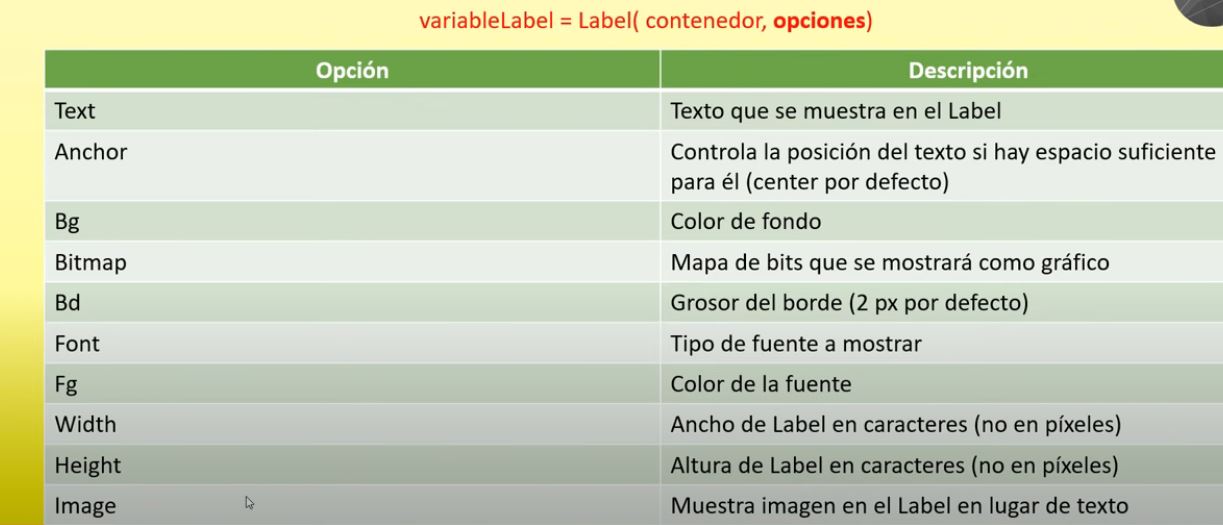 variableLabel = Label( contenedor, opciones)
Opción Descripción
Text Texto que se muestra en el Label
Anchor Controla la posición del texto si hay espacio suficiente
para él (center por defecto)
Bg Color de fondo
Bitmap Mapa de bits que se mostrará como gráfico
Bd Grosor del borde (2 px por defecto)
Font Tipo de fuente a mostrar
Fg Color de la fuente
Width Ancho de Label en caracteres (no en píxeles)
Height Altura de Label en caracteres (no en píxeles)
Image Muestra imagen en el Label en lugar de texto